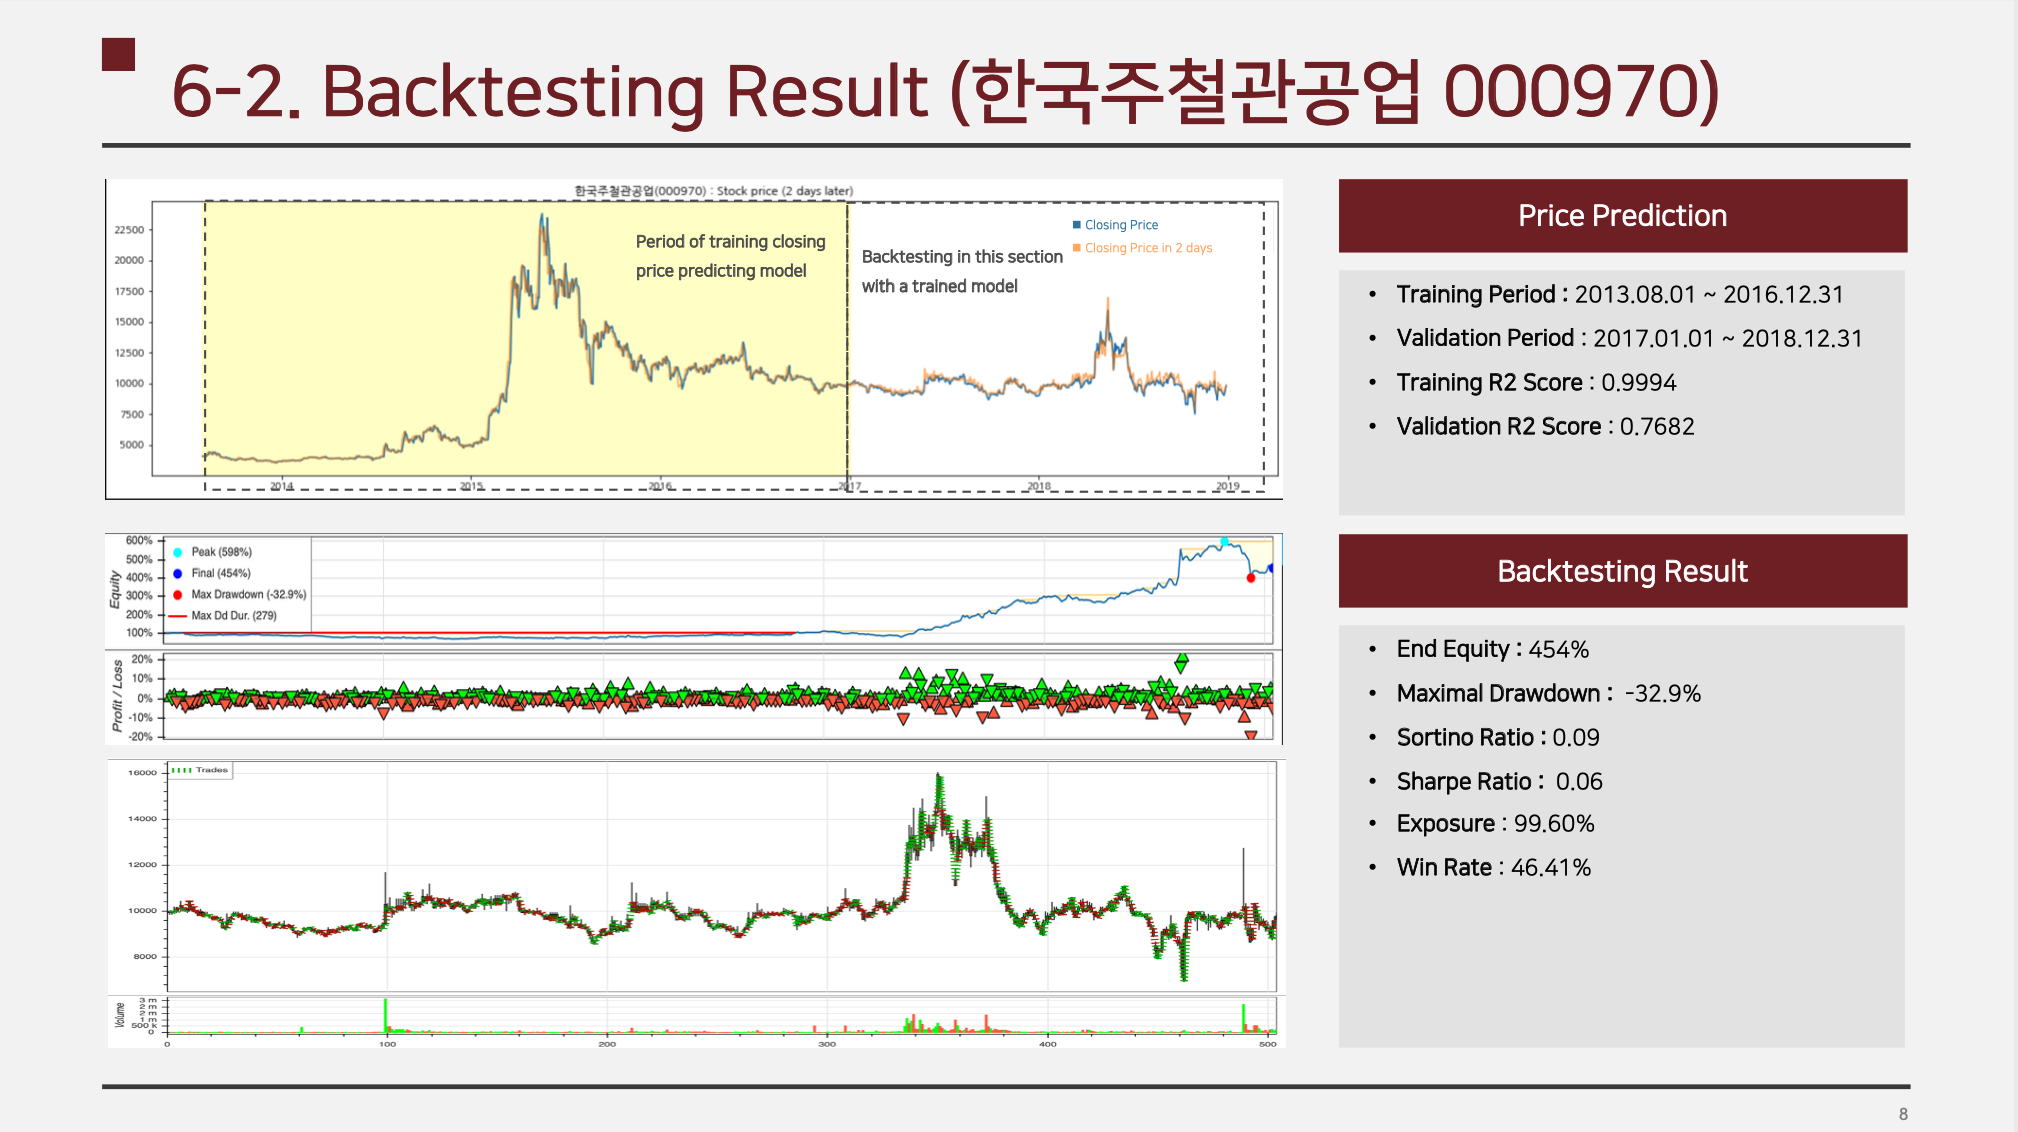 6-2. Backtesting Result (한국주철관공업 000970)
한국주철관공업(000970) : Stock price (2 days later)
22500
20000
17500
15000
12500
10000
7500
5000
Period of training closing
price predicting model
Backtesting in this section
with a trained model
Closing Price
Closing Price in 2 days
2014
2015
2016
2017
2018
2019
Price Prediction
• Training Period : 2013.08.01 ~ 2016.12.31
• Validation Period : 2017.01.01 ~ 2018.12.31
• Training R2 Score : 0.9994
• Validation R2 Score : 0.7682
Equity
600%
500%
400%
300%
200%
100%
Peak (598%)
Final (454%)
Max Drawdown (-32.9%)
Max Dd Dur. (279)
Profit / Loss
20%
10%
0%
-10%
-20%
Trades
16000
14000
12000
10000
8000
Volume
3 m
2 m
2 m
1 m
500 k
0
0
100
200
300
400
500
Backtesting Result
• End Equity : 454%
• Maximal Drawdown : -32.9%
• Sortino Ratio : 0.09
• Sharpe Ratio : 0.06
• Exposure : 99.60%
• Win Rate : 46.41%
8